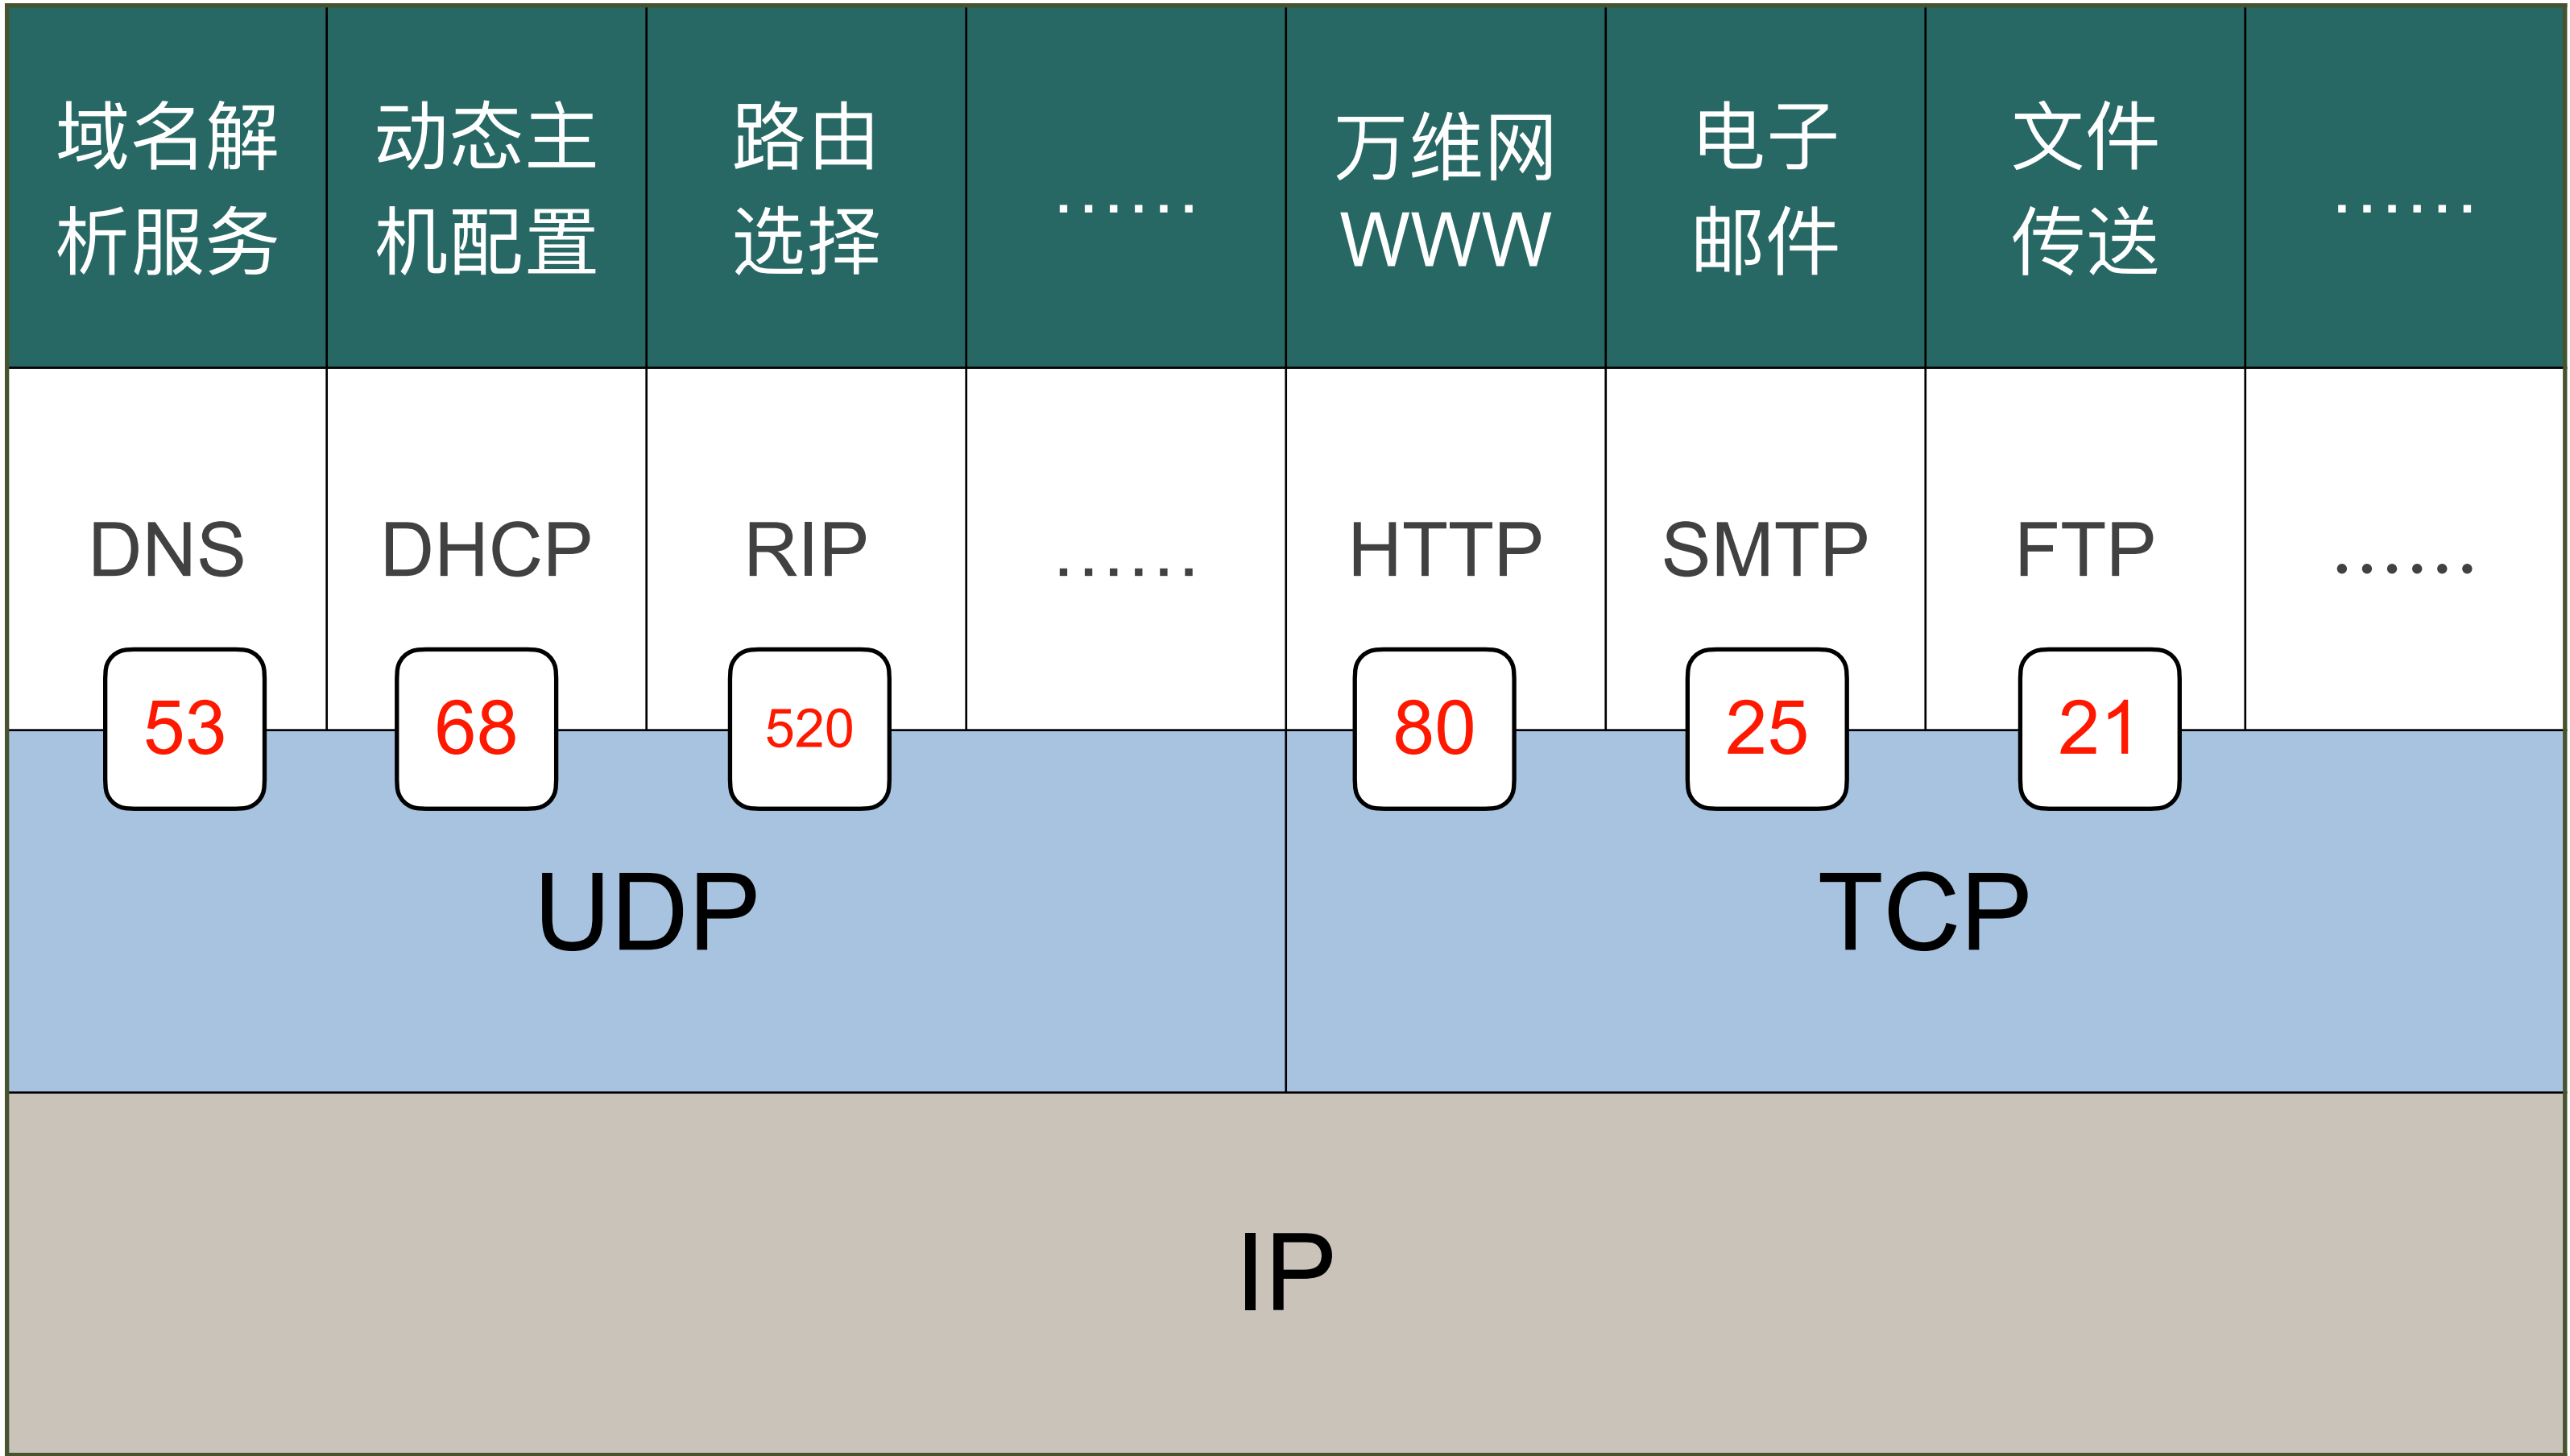 域名解
析服务
动态主
机配置
路由
选择
……
万维网
WWW
电子
邮件
文件
传送
……
DNS
DHCP
RIP
……
HTTP
SMTP
FTP
……
53
68
520
80
25
21
UDP
TCP
IP